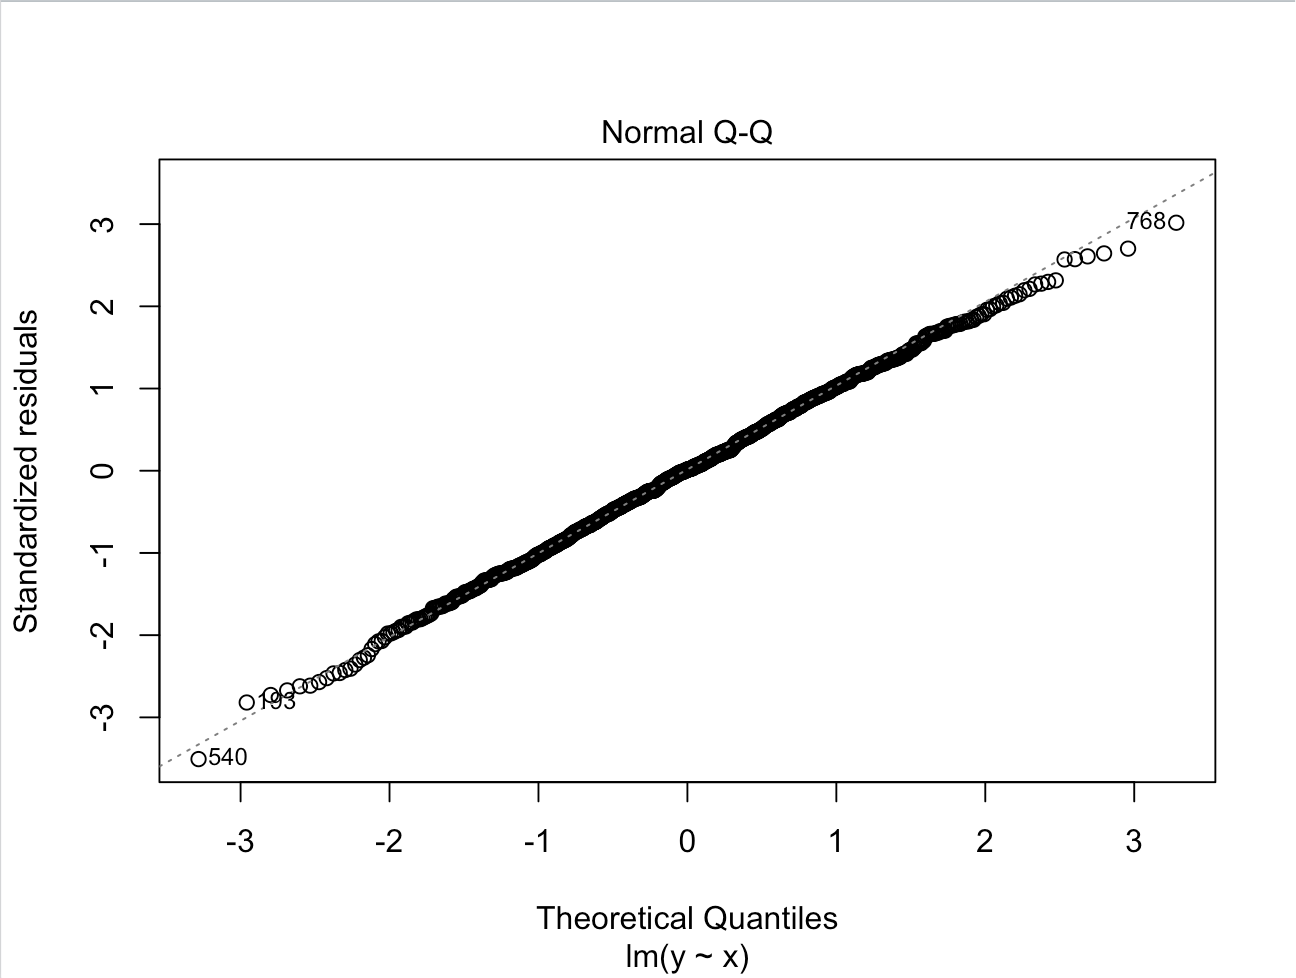 Normal Q-Q
Standardized residuals
3
2
1
0
-1
-2
-3
768
193
540
-3 -2 -1 0 1 2 3
Theoretical Quantiles
lm(y ~ x)